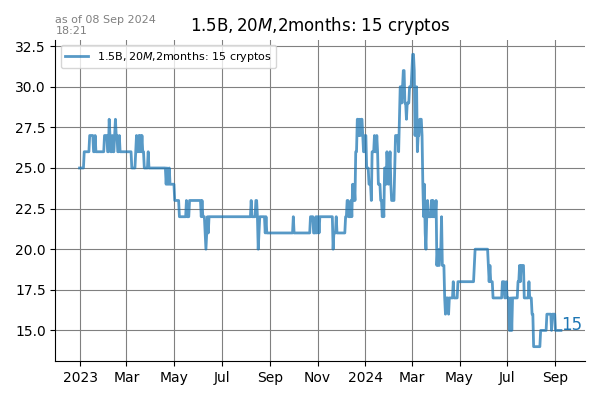 as of 08 Sep 2024
18:21
1.5B, 20M,2months: 15 cryptos
1.5B, 20M,2months: 15 cryptos
32.5
30.0
27.5
25.0
22.5
20.0
17.5
15.0
15
2023 Mar May Jul Sep Nov 2024 Mar May Jul Sep